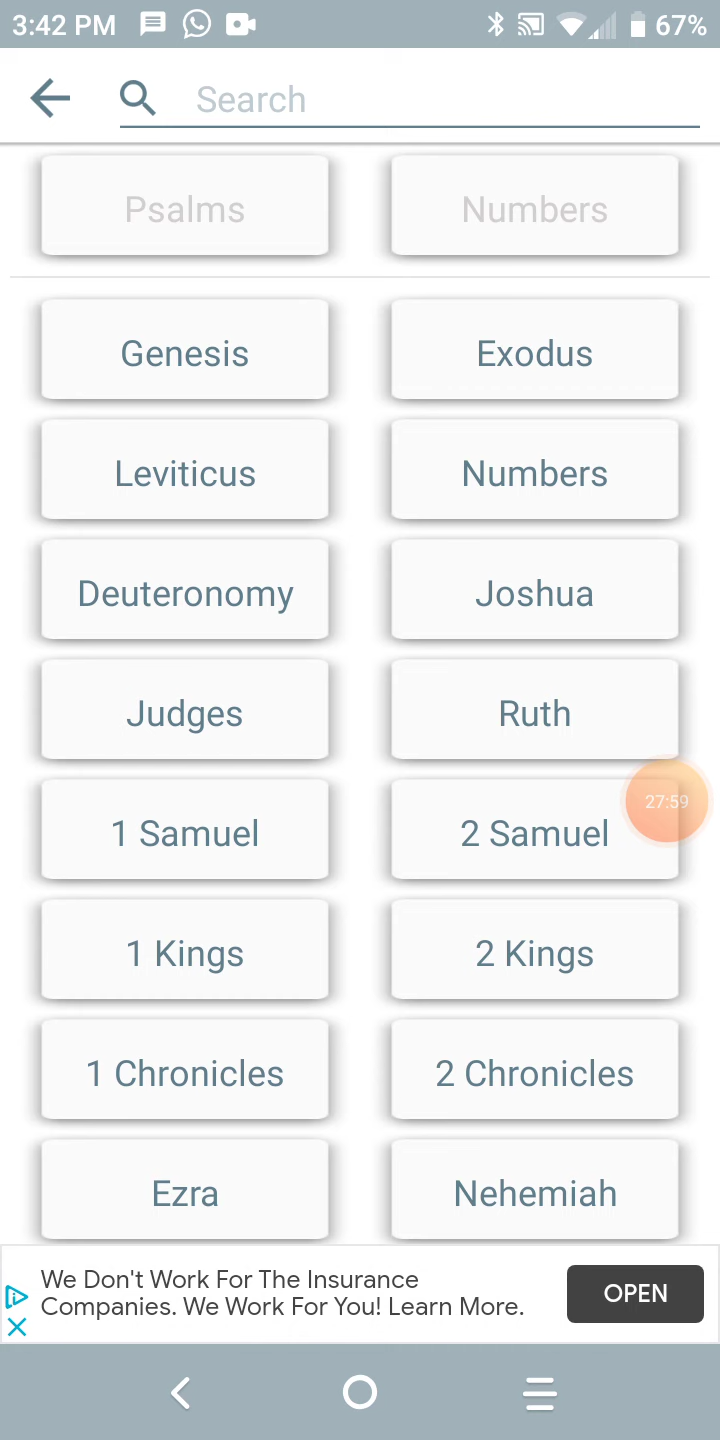 3:42 PM 67%
Search
Psalms Numbers
Genesis Exodus
Leviticus Numbers
Deuteronomy Joshua
Judges Ruth
27:59
1 Samuel 2 Samuel
1 Kings 2 Kings
1 Chronicles 2 Chronicles
Ezra Nehemiah
We Don't Work For The Insurance
Companies. We Work For You! Learn More.
OPEN